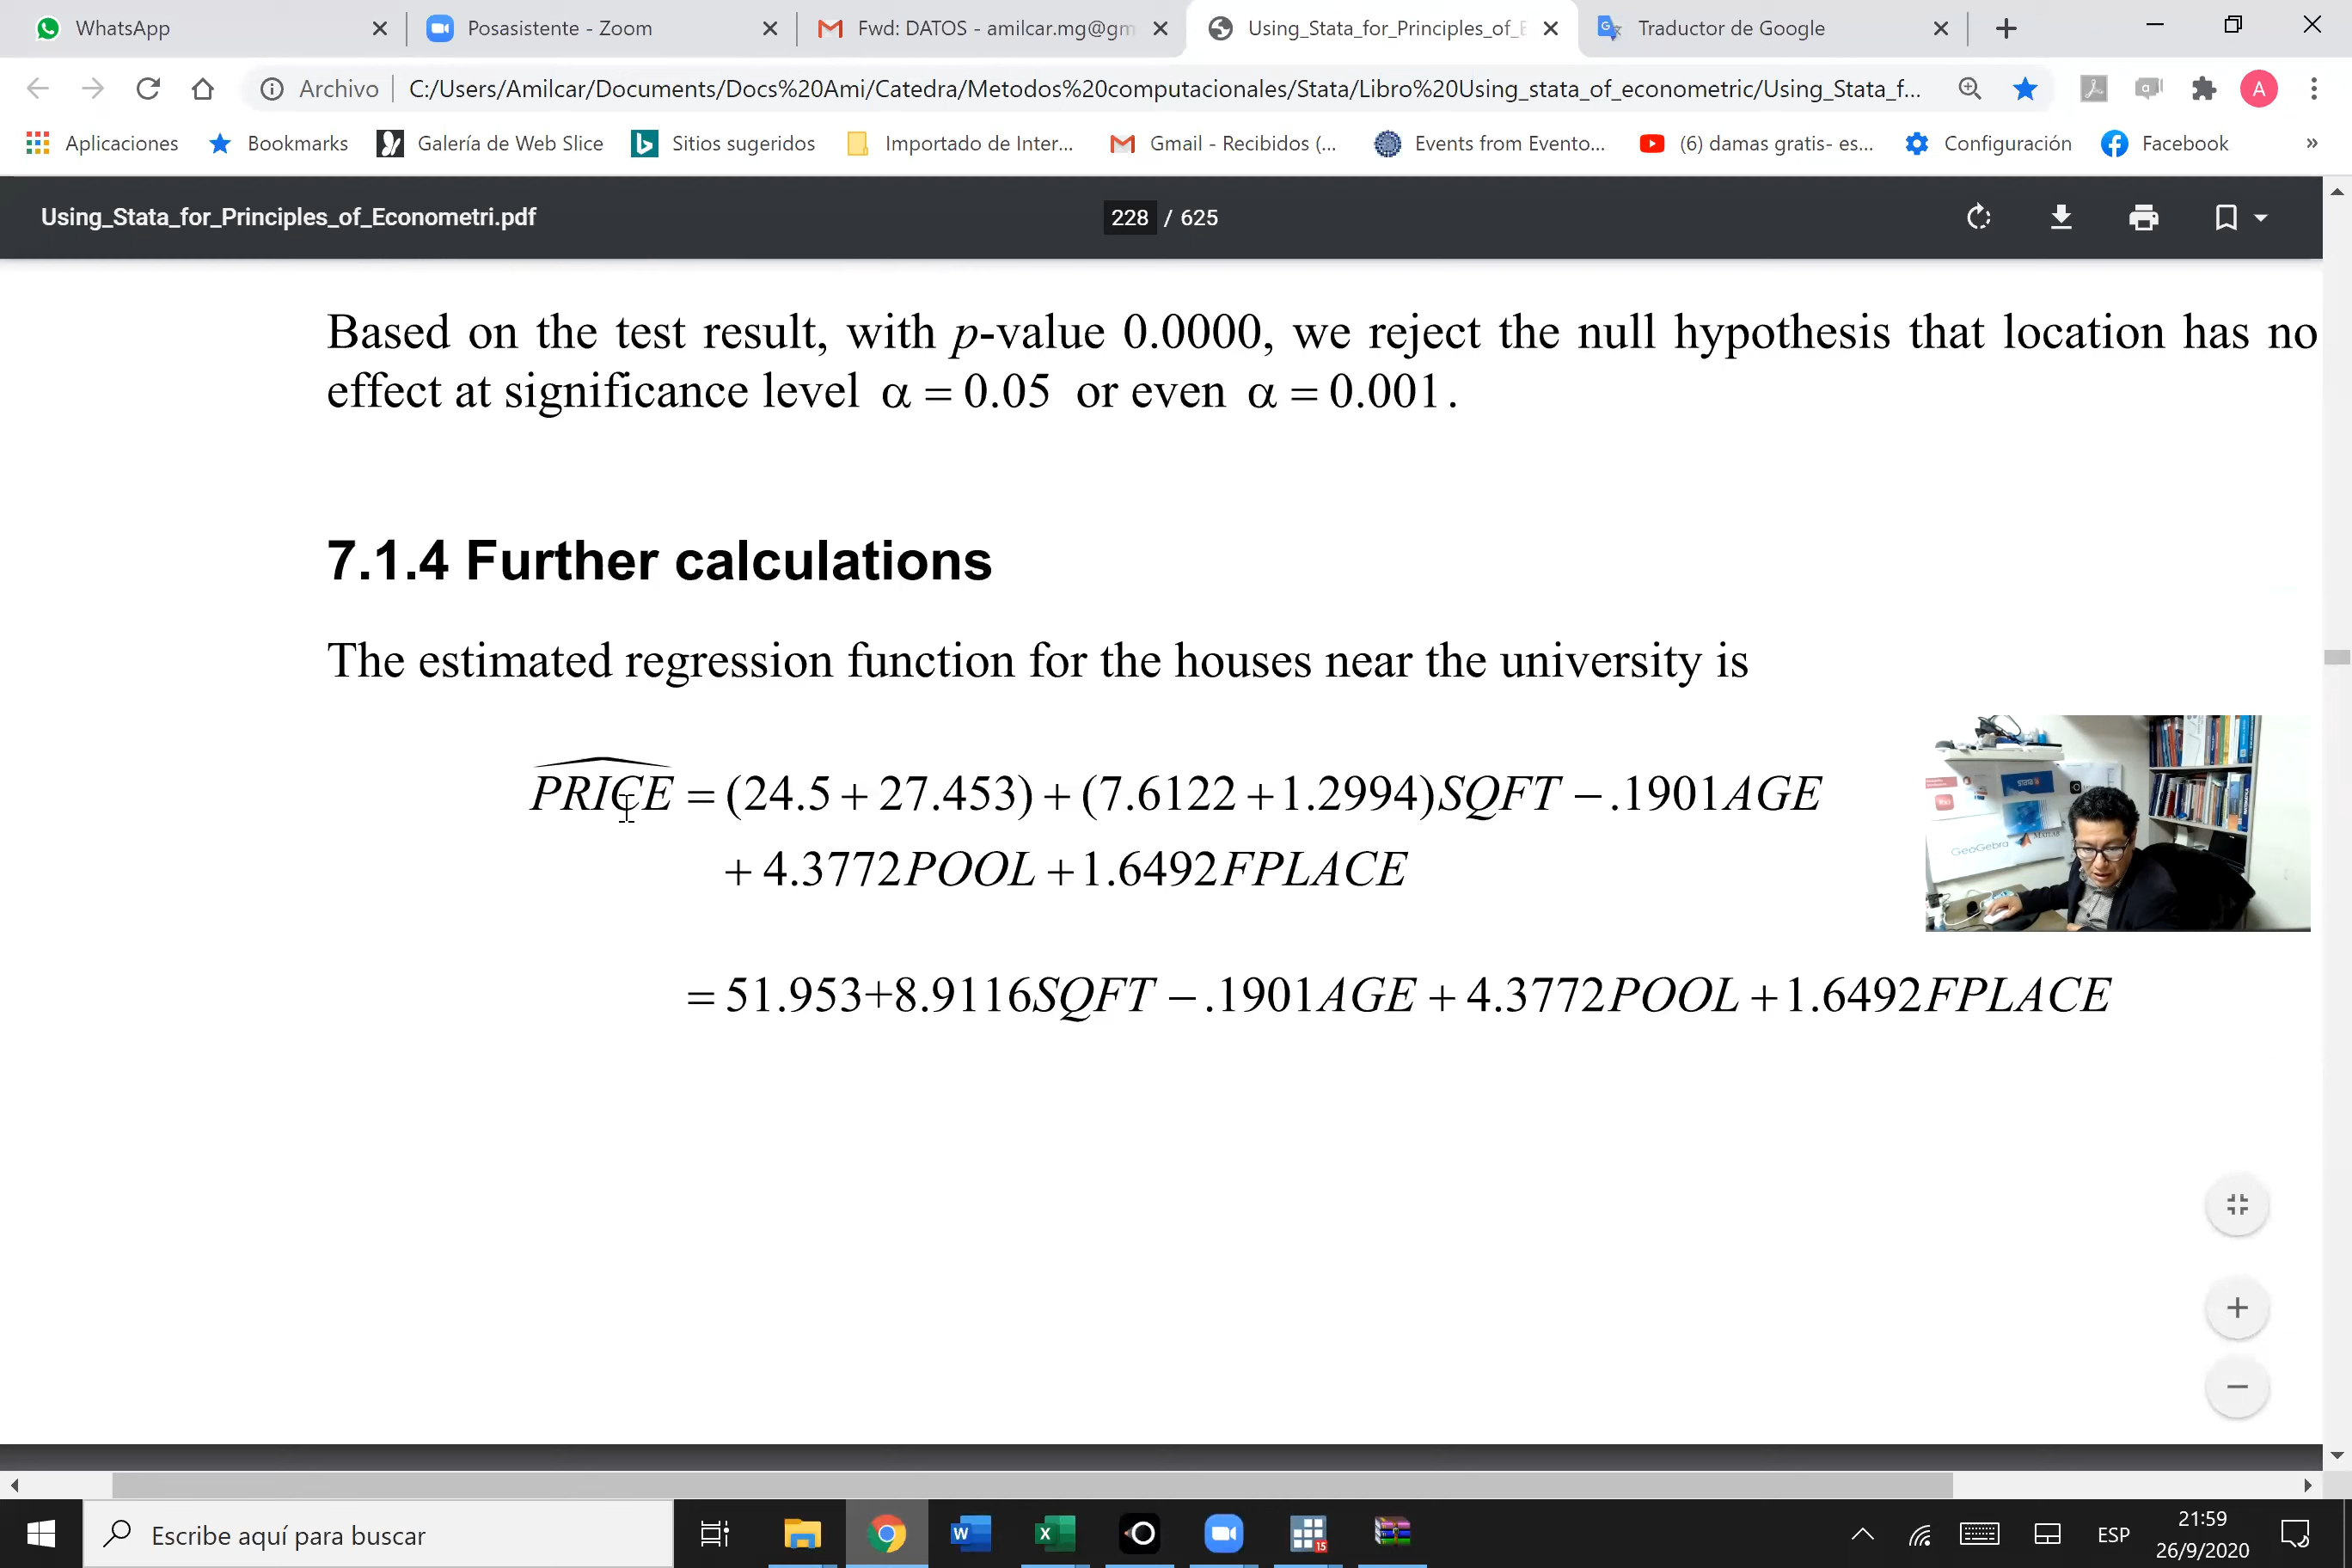 WhatsApp
Posasistente - Zoom
Fwd: DATOS - amilcar.mg@gm
Using_Stata_for_Principles_of_E
Traductor de Google
Archivo
C:/Users/Amilcar/Documents/Docs%20Ami/Catedra/Metodos%20computacionales/Stata/Libro%20Using_stata_of_econometric/Using_Stata_f...
A
Aplicaciones
Bookmarks
Galería de Web Slice
Sitios sugeridos
Importado de Inter...
Gmail - Recibidos (...
Events from Evento...
(6) damas gratis- es...
Configuración
Facebook
»
Using_Stata_for_Principles_of_Econometri.pdf
228 / 625
Based on the test result, with p-value 0.0000, we reject the null hypothesis that location has no
effect at significance level α = 0.05 or even α = 0.001.
7.1.4 Further calculations
The estimated regression function for the houses near the university is
PRICE = (24.5 + 27.453) + (7.6122 + 1.2994)SQFT − .1901AGE
+ 4.3772POOL + 1.6492FPLACE
= 51.953+8.9116SQFT − .1901AGE + 4.3772POOL + 1.6492FPLACE
STATA
MATLAB
GeoGebra
Escribe aquí para buscar
15
ESP
21:59
26/9/2020